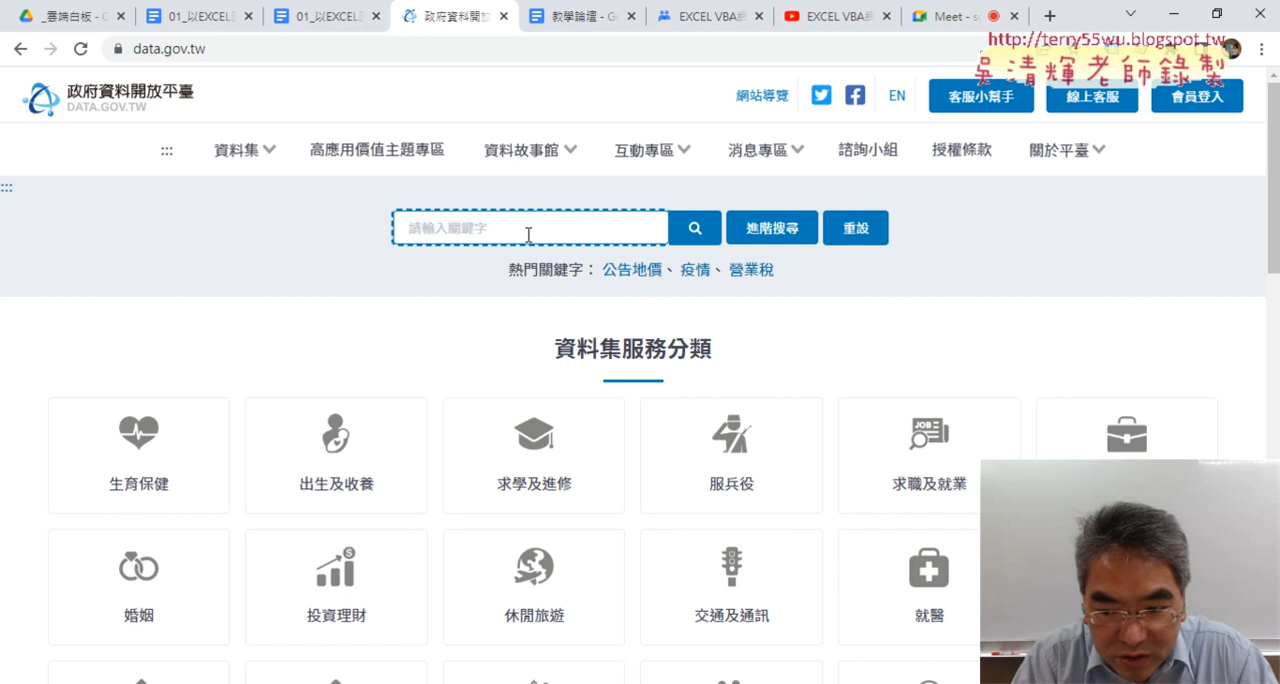 _雲端白板 - G
01_以EXCEL
01_以EXCEL
政府資料開放
教學論壇 - Go
EXCEL VBA網
EXCEL VBA網
Meet - s
data.gov.tw
http://terry55wu.blogspot.tw
吳清輝老師錄製
政府資料開放平臺
DATA.GOV.TW
網站導覽
EN
客服小幫手
線上客服
會員登入
資料集
高應用價值主題專區
資料故事館
互動專區
消息專區
諮詢小組
授權條款
關於平臺
請輸入關鍵字
進階搜尋
重設
熱門關鍵字： 公告地價、 疫情、 營業稅
資料集服務分類
JOB
生育保健
出生及收養
求學及進修
服兵役
求職及就業
婚姻
投資理財
休閒旅遊
交通及通訊
就醫